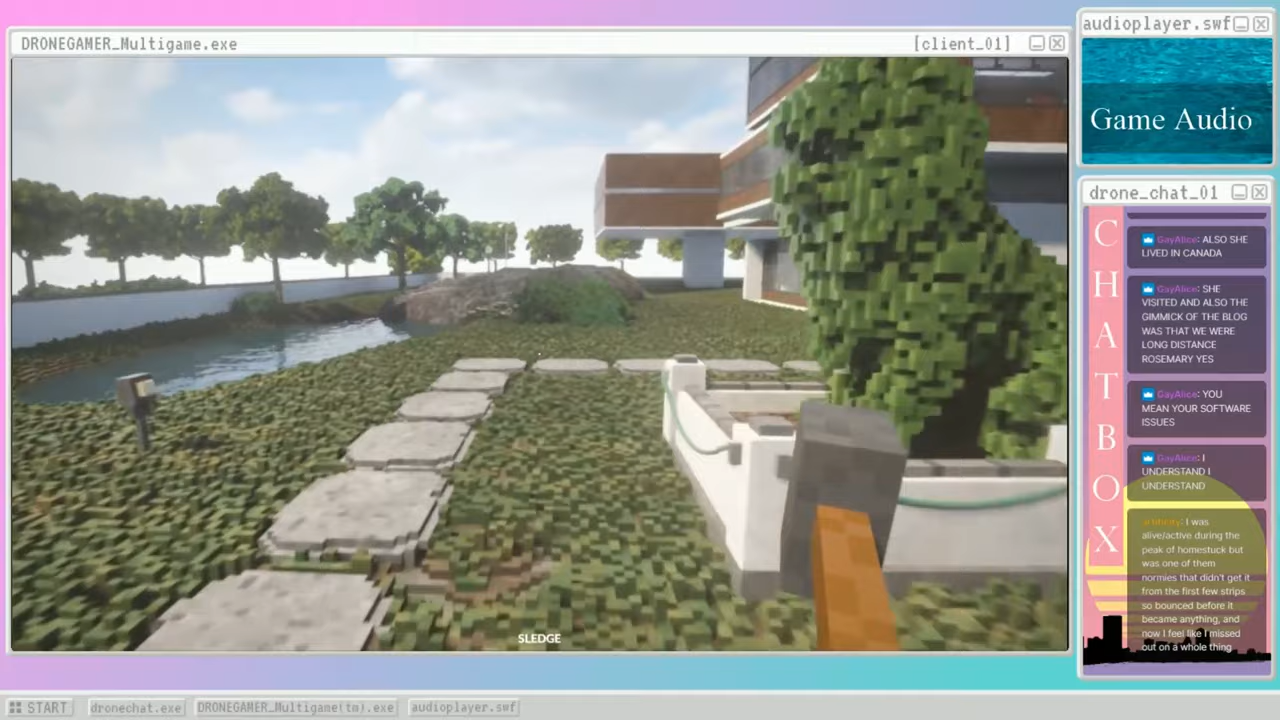 DRONEGAMER_Multigame.exe
[client_01]
audioplayer.swf
Game Audio
drone_chat_01
CHATBOX
GayAlice: ALSO SHE
LIVED IN CANADA
GayAlice: SHE
VISITED AND ALSO THE
GIMMICK OF THE BLOG
WAS THAT WE WERE
LONG DISTANCE
ROSEMARY YES
GayAlice: YOU
MEAN YOUR SOFTWARE
ISSUES
GayAlice: I
UNDERSTAND I
UNDERSTAND
I was
alive/active during the
peak of homestuck but
was one of them
normies that didn't get it
from the first few strips
so bounced before it
became anything, and
now I feel like I missed
out on a whole thing
SLEDGE
START
dronechat.exe
DRONEGAMER_Multigame(tm).exe
audioplayer.swf